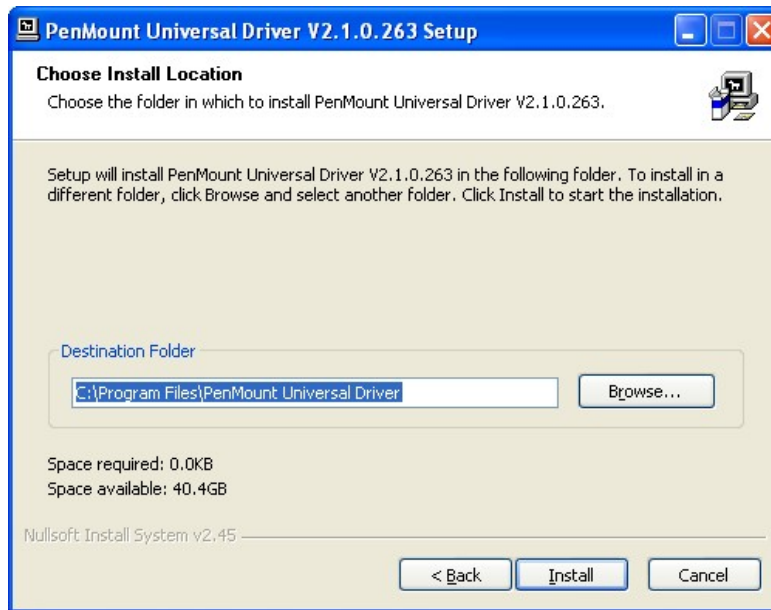 PenMount Universal Driver V2.1.0.263 Setup
Choose Install Location
Choose the folder in which to install PenMount Universal Driver V2.1.0.263.
Setup will install PenMount Universal Driver V2.1.0.263 in the following folder. To install in a
different folder, click Browse and select another folder. Click Install to start the installation.
Destination Folder
C:\Program Files\PenMount Universal Driver
Browse...
Space required: 0.0KB
Space available: 40.4GB
Nullsoft Install System v2.45
< Back
Install
Cancel